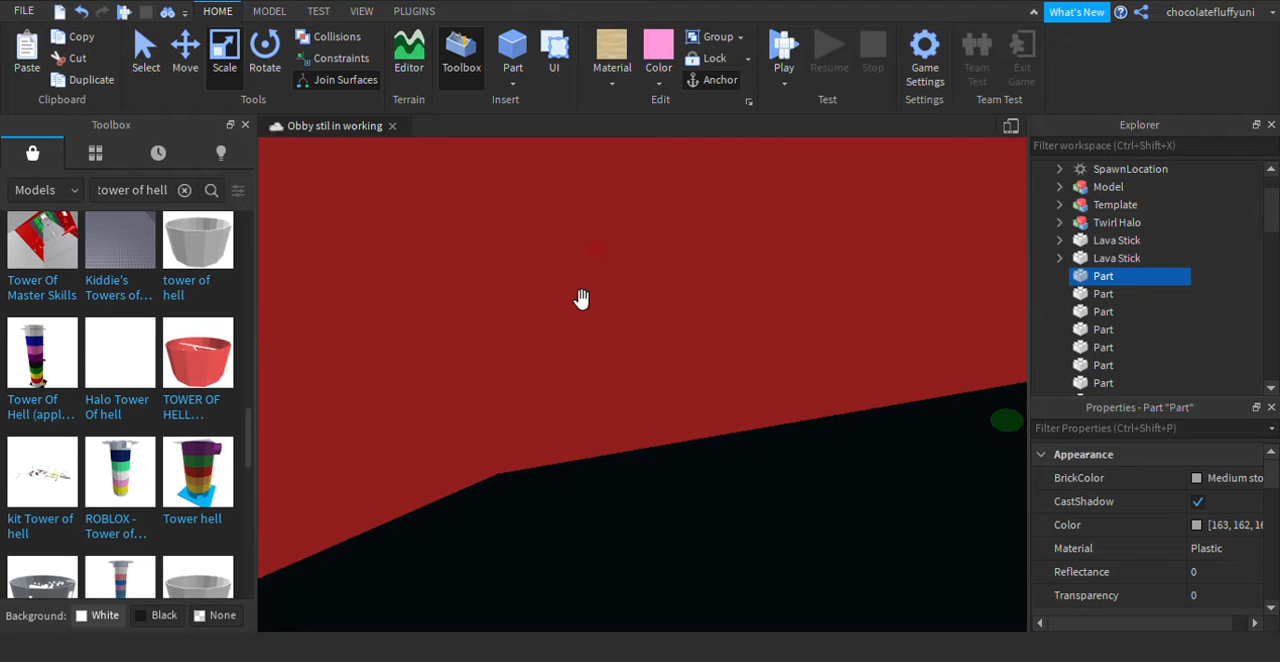 FILE HOME MODEL TEST VIEW PLUGINS What's New chocolatefluffyuni
Paste Copy Cut Duplicate Select Move Scale Rotate Collisions Constraints Join Surfaces Editor Toolbox Part UI Material Color Group Lock Anchor Play Resume Stop Game Settings Team Test Exit Game
Clipboard Tools Terrain Insert Edit Test Settings Team Test
Toolbox
Models tower of hell
Tower Of Master Skills
Kiddie's Towers of...
tower of hell
Tower Of Hell (appl...
Halo Tower Of hell
TOWER OF HELL...
kit Tower of hell
ROBLOX - Tower of...
Tower hell
Background: White Black None
Obby stil in working
Explorer
Filter workspace (Ctrl+Shift+X)
SpawnLocation
Model
Template
Twirl Halo
Lava Stick
Lava Stick
Part
Part
Part
Part
Part
Part
Part
Properties - Part "Part"
Filter Properties (Ctrl+Shift+P)
Appearance
BrickColor Medium sto
CastShadow
Color [163, 162, 16
Material Plastic
Reflectance 0
Transparency 0